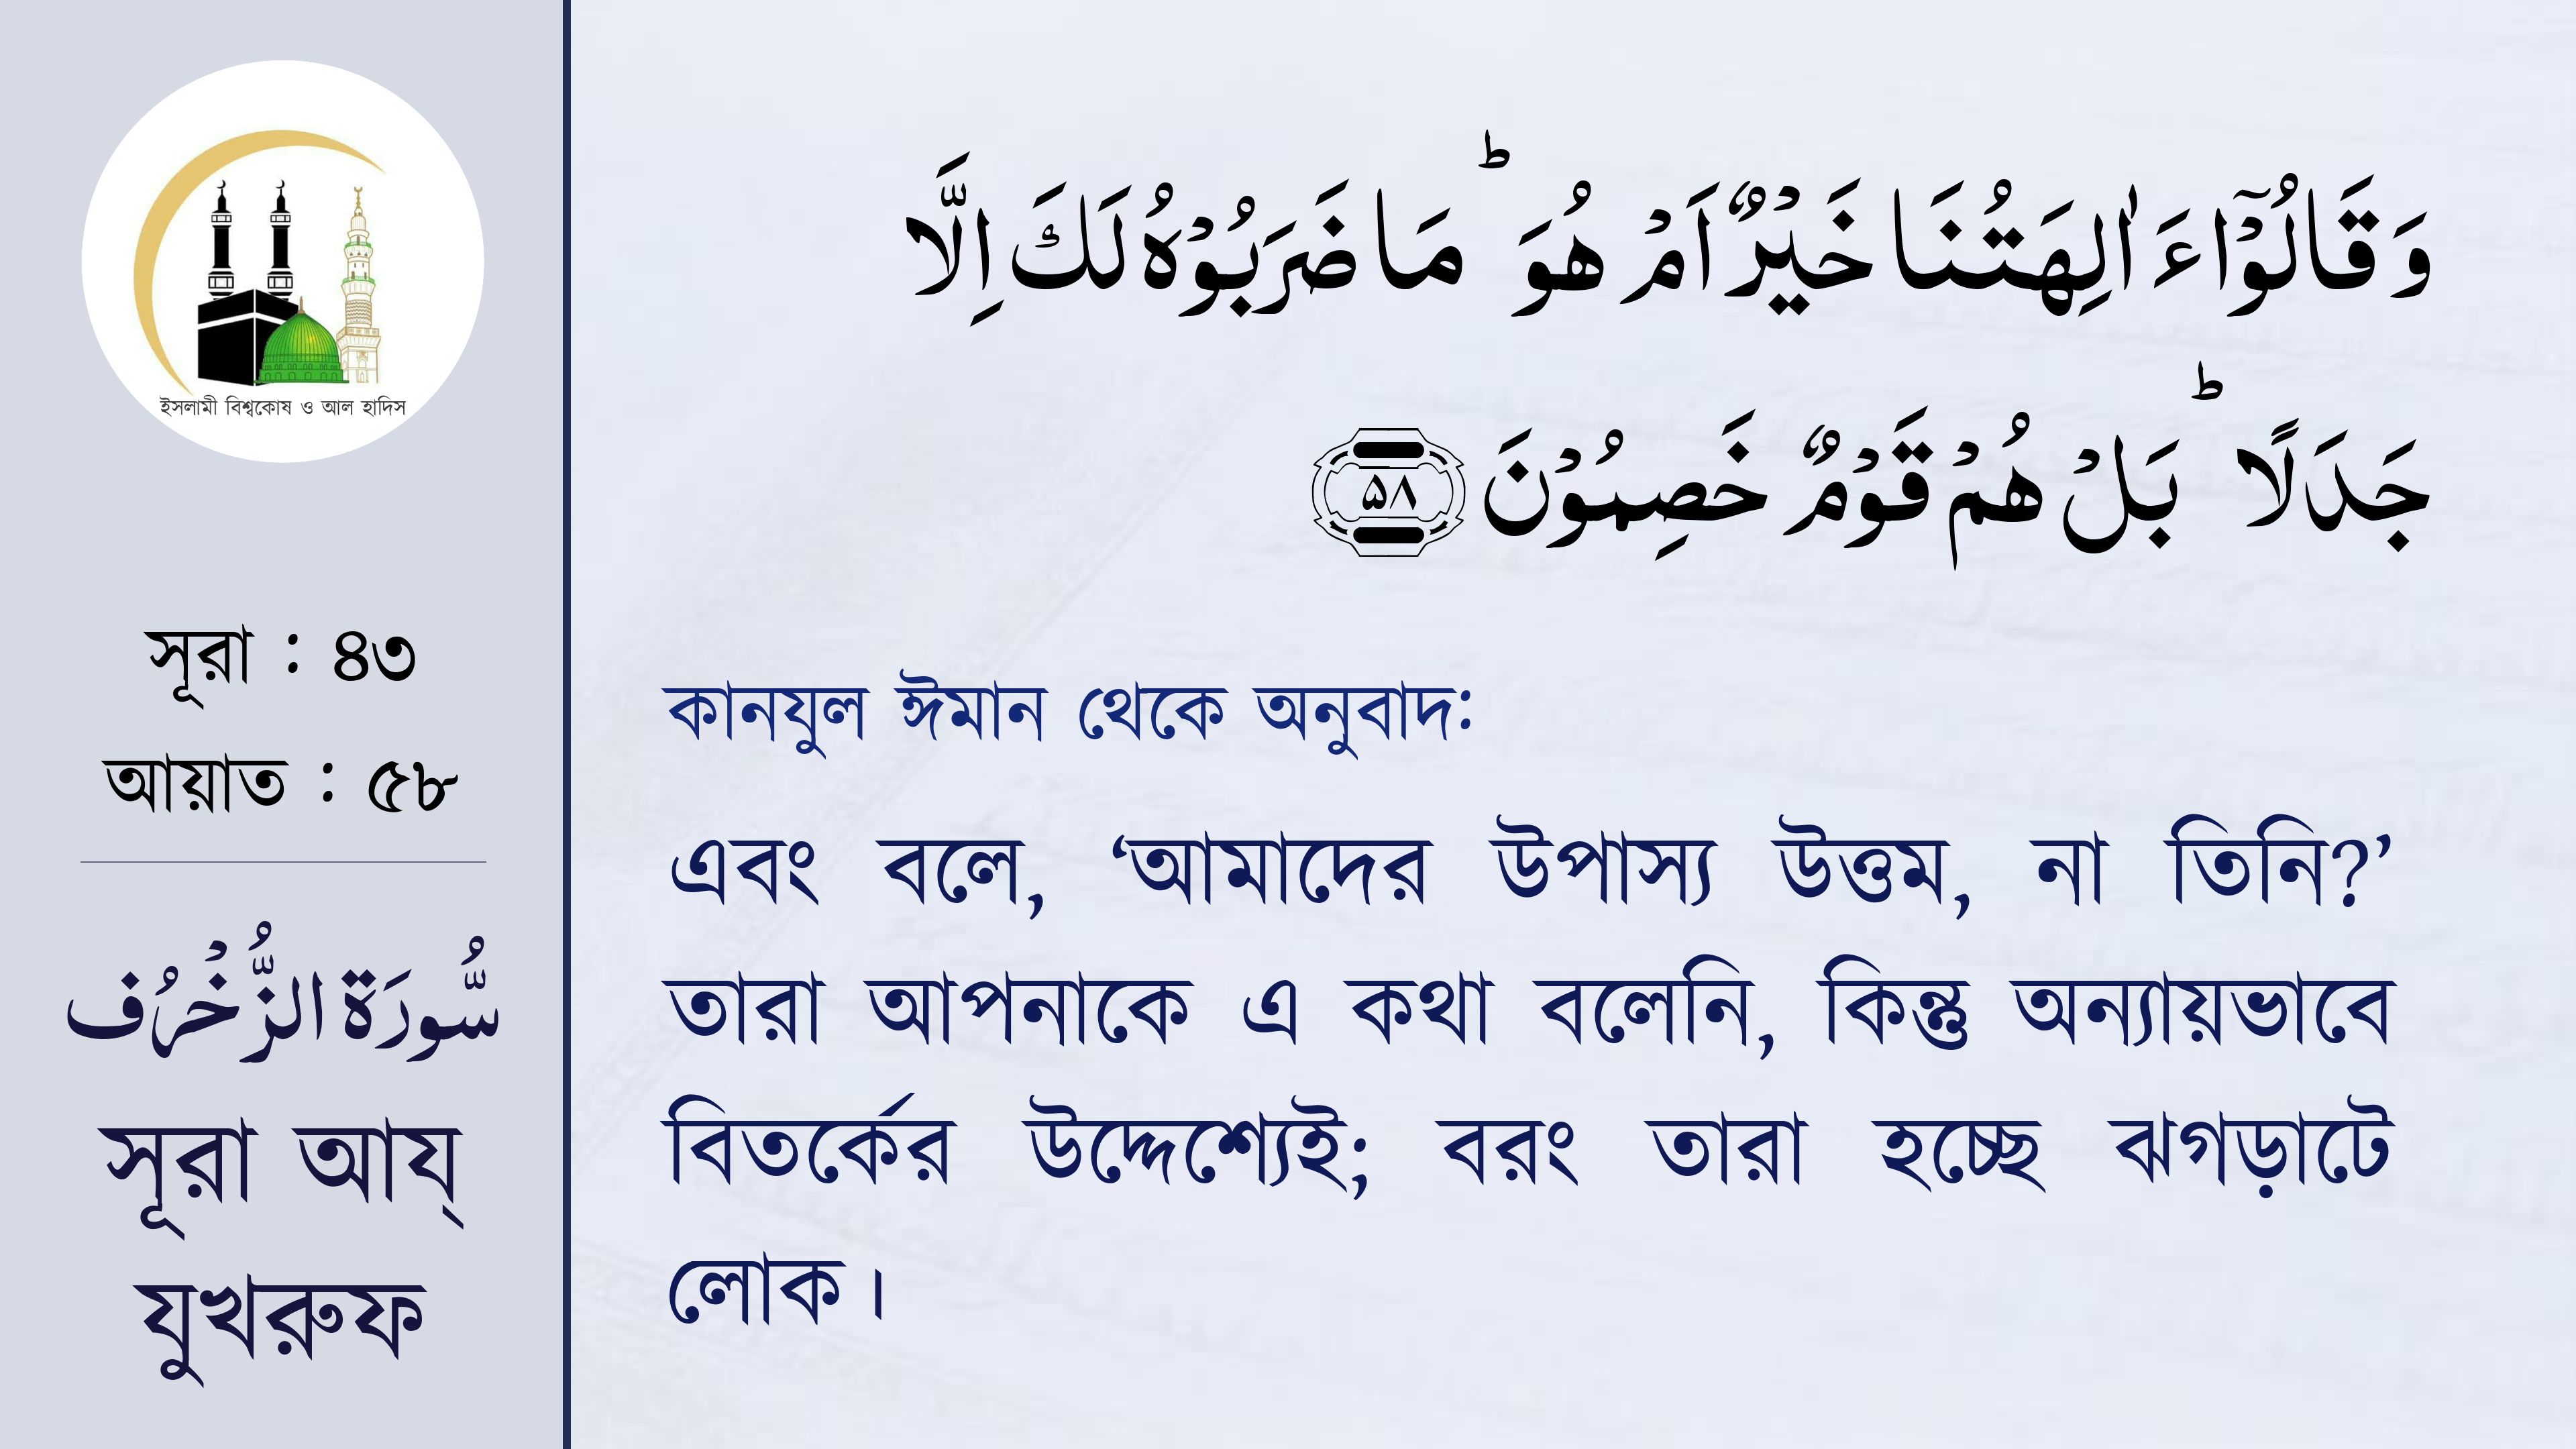 ইসলামী বিশ্বকোষ ও আল হাদিস
সূরা : ৪৩
আয়াত : ৫৮
سُّورَة الزُّخْرُف
সূরা আয্
যুখরুফ
وَ قَالُوْۤا ءَ اٰلِهَتُنَا خَیْرٌ اَمْ هُوَ ؕ مَا ضَرَبُوْهُ لَكَ اِلَّا
جَدَلًا ؕ بَلْ هُمْ قَوْمٌ خَصِمُوْنَ ﴿۵۸﴾
কানযুল ঈমান থেকে অনুবাদ:
এবং বলে, ‘আমাদের উপাস্য উত্তম, না তিনি?’
তারা আপনাকে এ কথা বলেনি, কিন্তু অন্যায়ভাবে
বিতর্কের উদ্দেশ্যেই; বরং তারা হচ্ছে ঝগড়াটে
লোক।